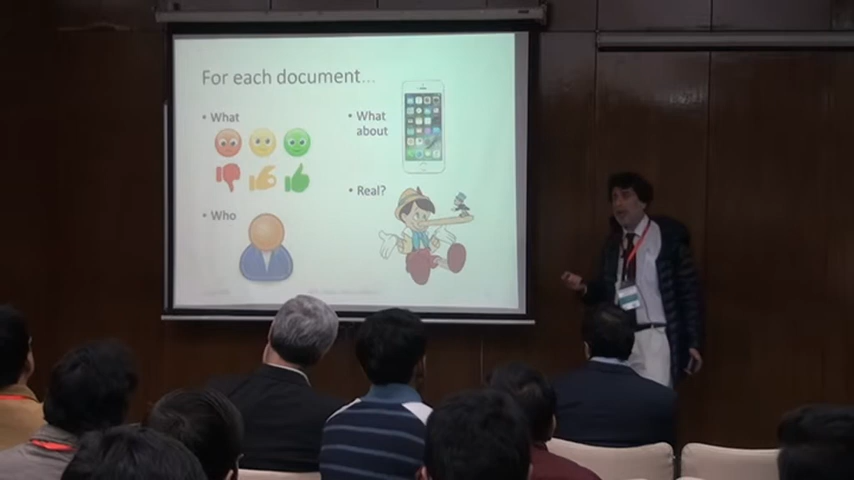 For each document...
• What
• Who
• What about
• Real?